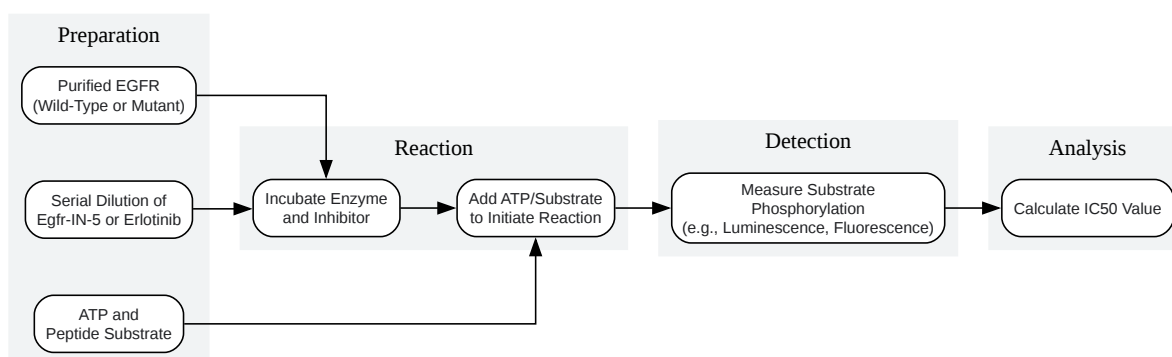 Preparation
Purified EGFR
(Wild-Type or Mutant)
Serial Dilution of
Egfr-IN-5 or Erlotinib
ATP and
Peptide Substrate
Reaction
Incubate Enzyme
and Inhibitor
Add ATP/Substrate
to Initiate Reaction
Detection
Measure Substrate
Phosphorylation
(e.g., Luminescence, Fluorescence)
Analysis
Calculate IC50 Value